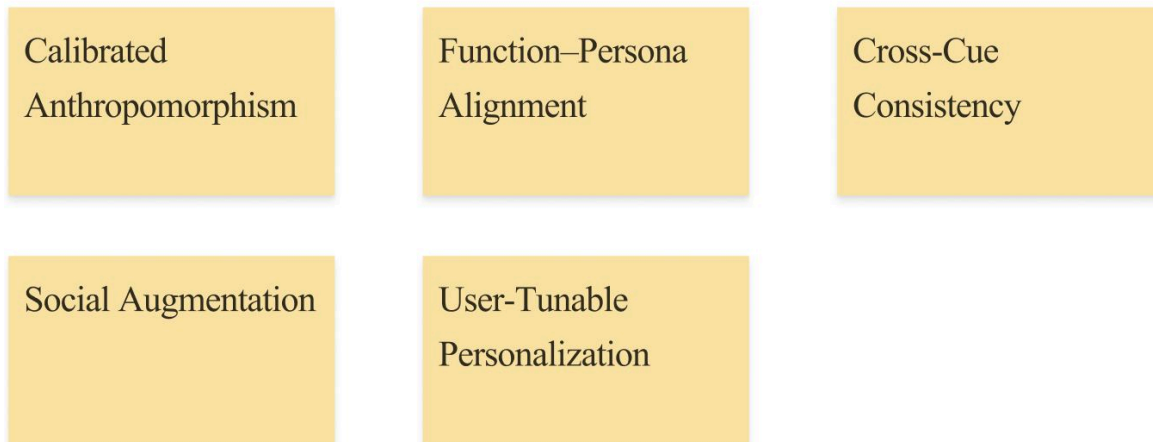 Calibrated
Anthropomorphism
Function–Persona
Alignment
Cross-Cue
Consistency
Social Augmentation
User-Tunable
Personalization